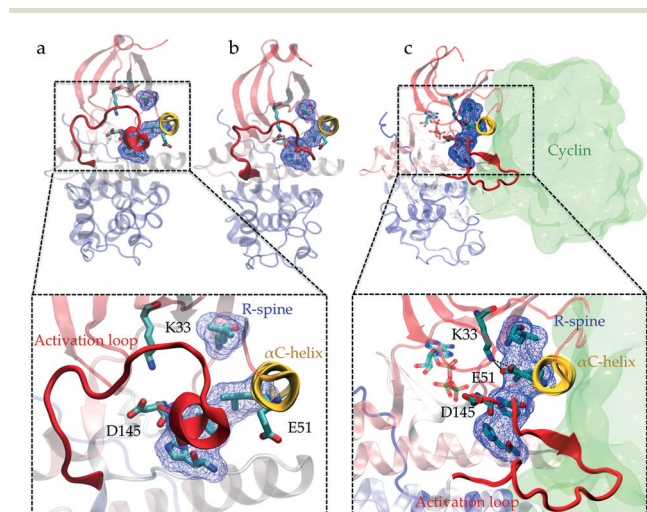 a
b
c
Cyclin
K33
R-spine
Activation loop
αC-helix
D145
E51
K33
R-spine
αC-helix
E51
D145
Activation loop